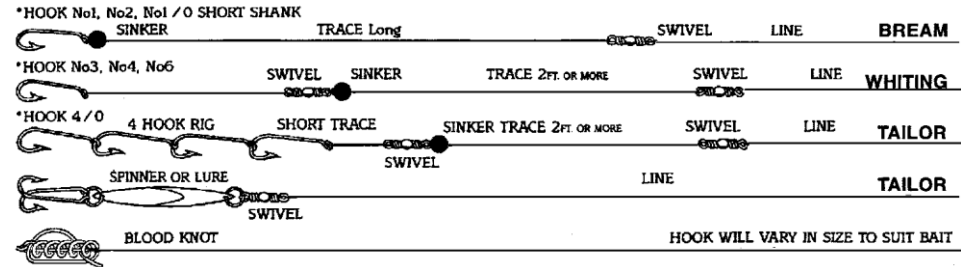 *HOOK No1, No2, No1/0 SHORT SHANK
SINKER TRACE Long SWIVEL LINE BREAM
*HOOK No3, No4, No6
SWIVEL SINKER TRACE 2FT. OR MORE SWIVEL LINE WHITING
*HOOK 4/0
4 HOOK RIG SHORT TRACE SINKER TRACE 2FT. OR MORE SWIVEL LINE TAILOR
SWIVEL
SPINNER OR LURE LINE TAILOR
SWIVEL
BLOOD KNOT HOOK WILL VARY IN SIZE TO SUIT BAIT